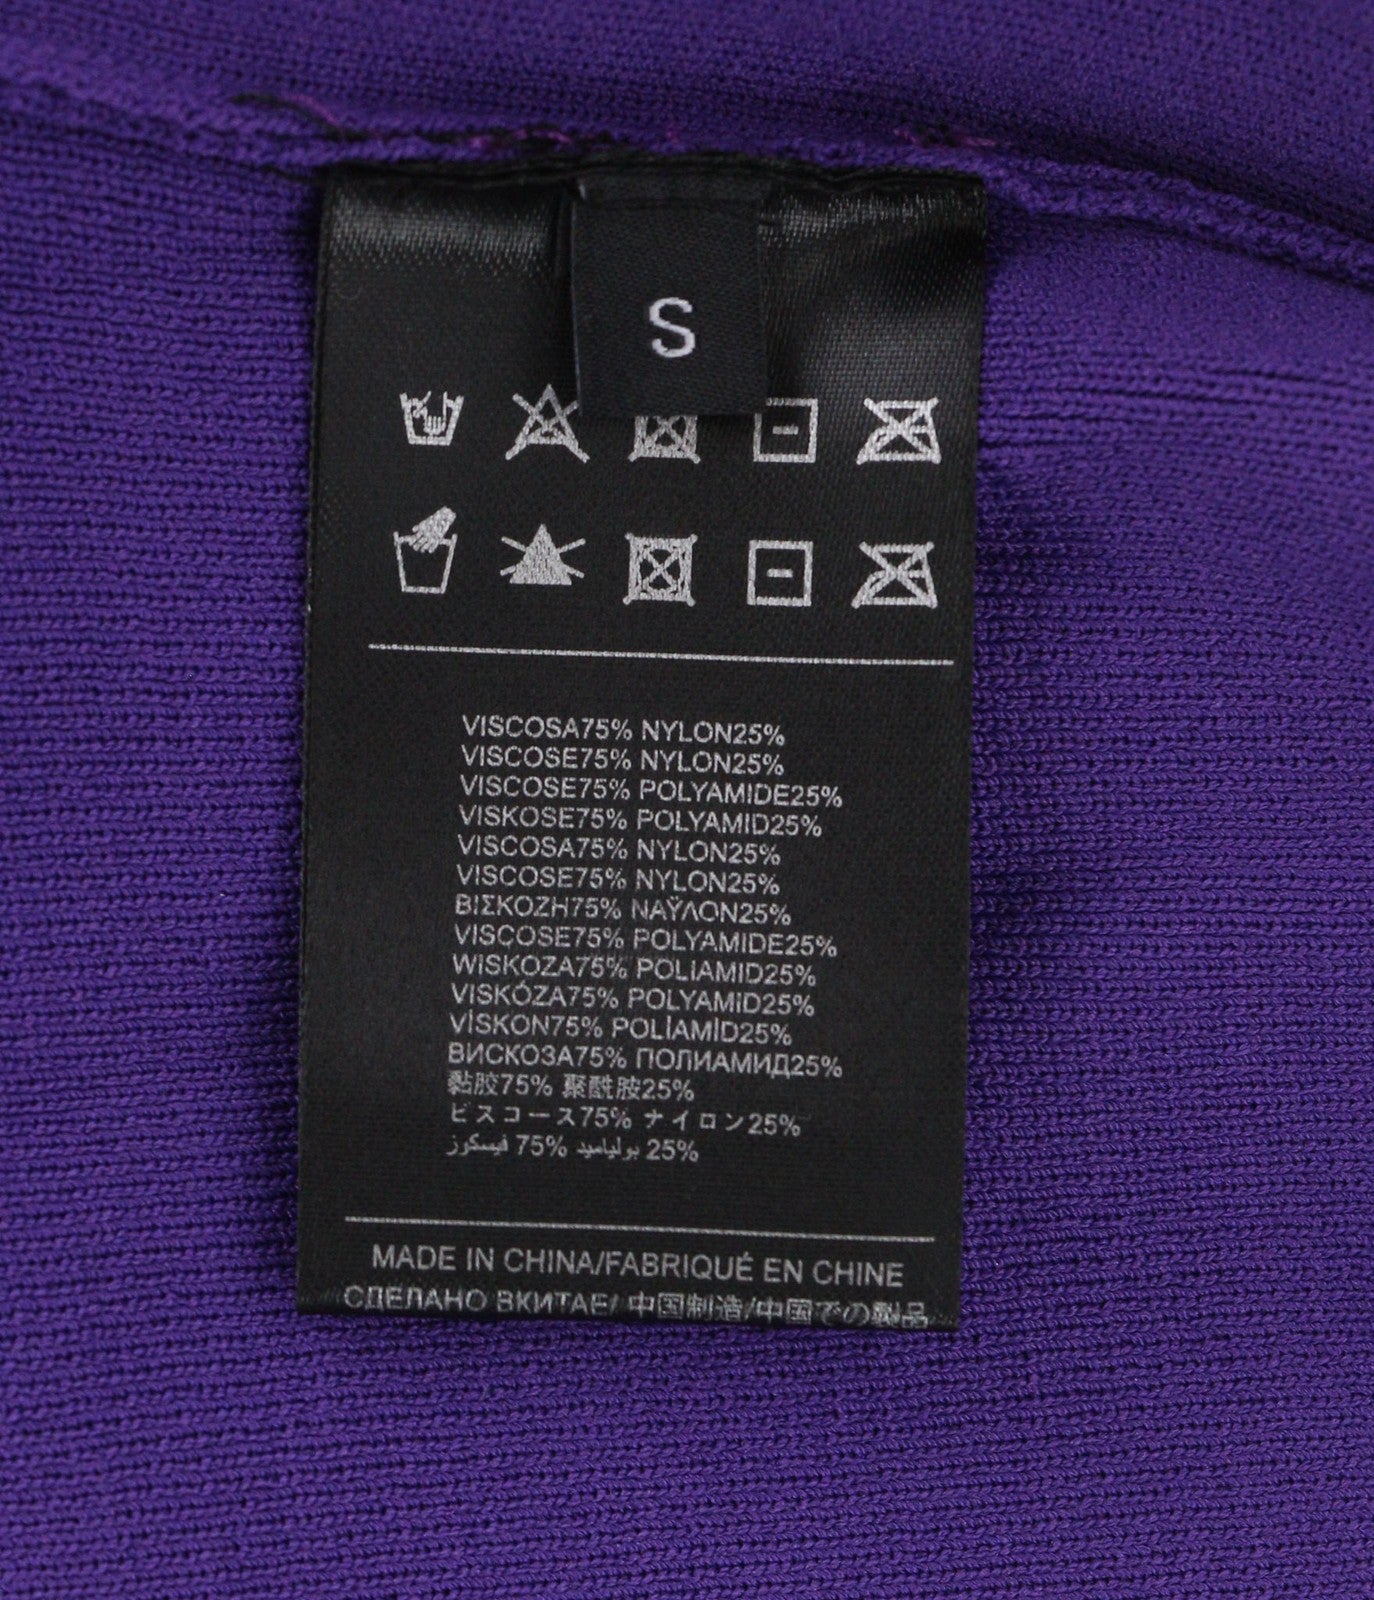 S
VISCOSA75% NYLON25%
VISCOSE75% NYLON25%
VISCOSE75% POLYAMIDE25%
VISKOSE75% POLYAMID25%
VISCOSA75% NYLON25%
VISCOSE75% NYLON25%
ΒΙΣΚΟΖΗ75% ΝΑΫΛΟΝ25%
VISCOSE75% POLYAMIDE25%
WISKOZA75% POLIAMID25%
VISKÓZA75% POLYAMID25%
VİSKON75% POLİAMİD25%
ВИСКОЗА75% ПОЛИАМИД25%
黏胶75% 聚酰胺25%
ビスコース75% ナイロン25%
فيسكوز 75% بولياميد 25%
MADE IN CHINA/FABRIQUÉ EN CHINE
СДЕЛАНО ВКИТАЕ/ 中国制造/中国での製品